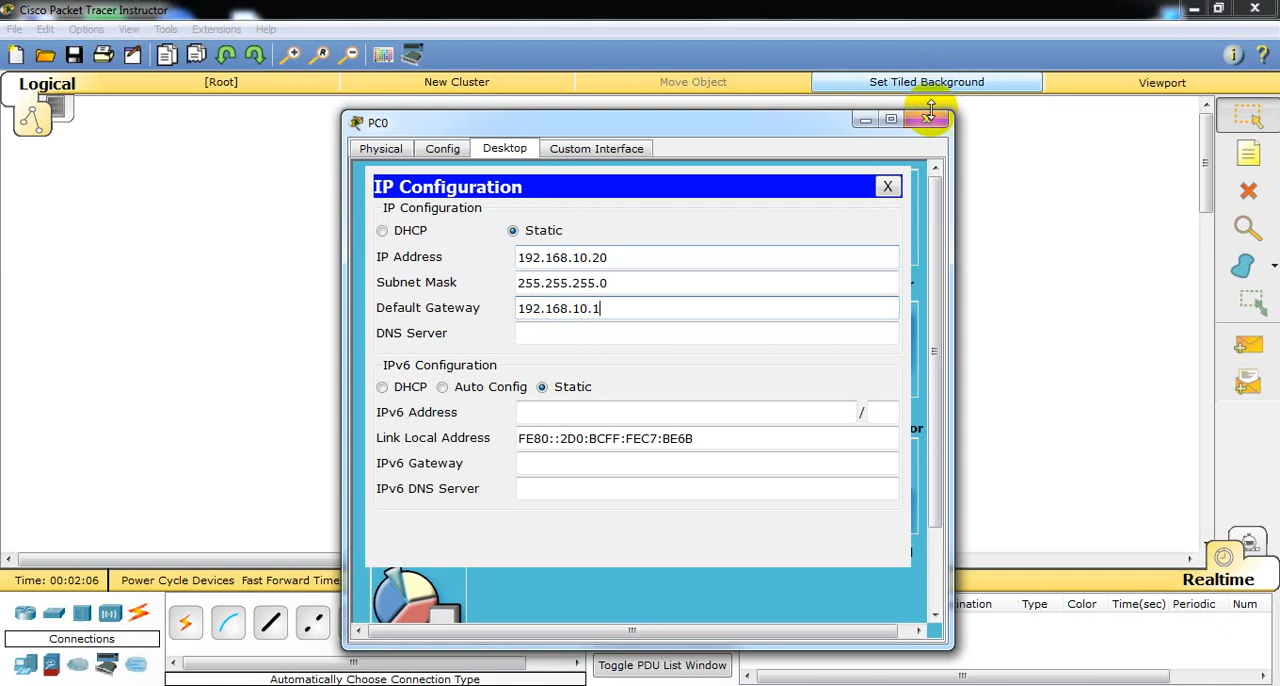 Cisco Packet Tracer Instructor
File Edit Options View Tools Extensions Help
Logical [Root] New Cluster Move Object Set Tiled Background Viewport
PC0
Physical Config Desktop Custom Interface
IP Configuration X
IP Configuration
DHCP Static
IP Address 192.168.10.20
Subnet Mask 255.255.255.0
Default Gateway 192.168.10.1
DNS Server
IPv6 Configuration
DHCP Auto Config Static
IPv6 Address /
Link Local Address FE80::2D0:BCFF:FEC7:BE6B
IPv6 Gateway
IPv6 DNS Server
Time: 00:02:06 Power Cycle Devices Fast Forward Time Realtime
Type Color Time(sec) Periodic Num
Connections
Toggle PDU List Window
Automatically Choose Connection Type